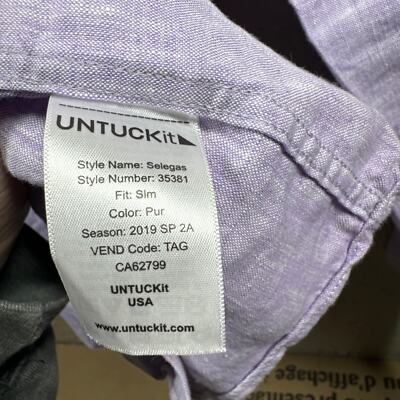 UNTUCKit
Style Name: Selegas
Style Number: 35381
Fit: Slm
Color: Pur
Season: 2019 SP 2A
VEND Code: TAG
CA62799
UNTUCKit
USA
www.untuckit.com
d'affichage